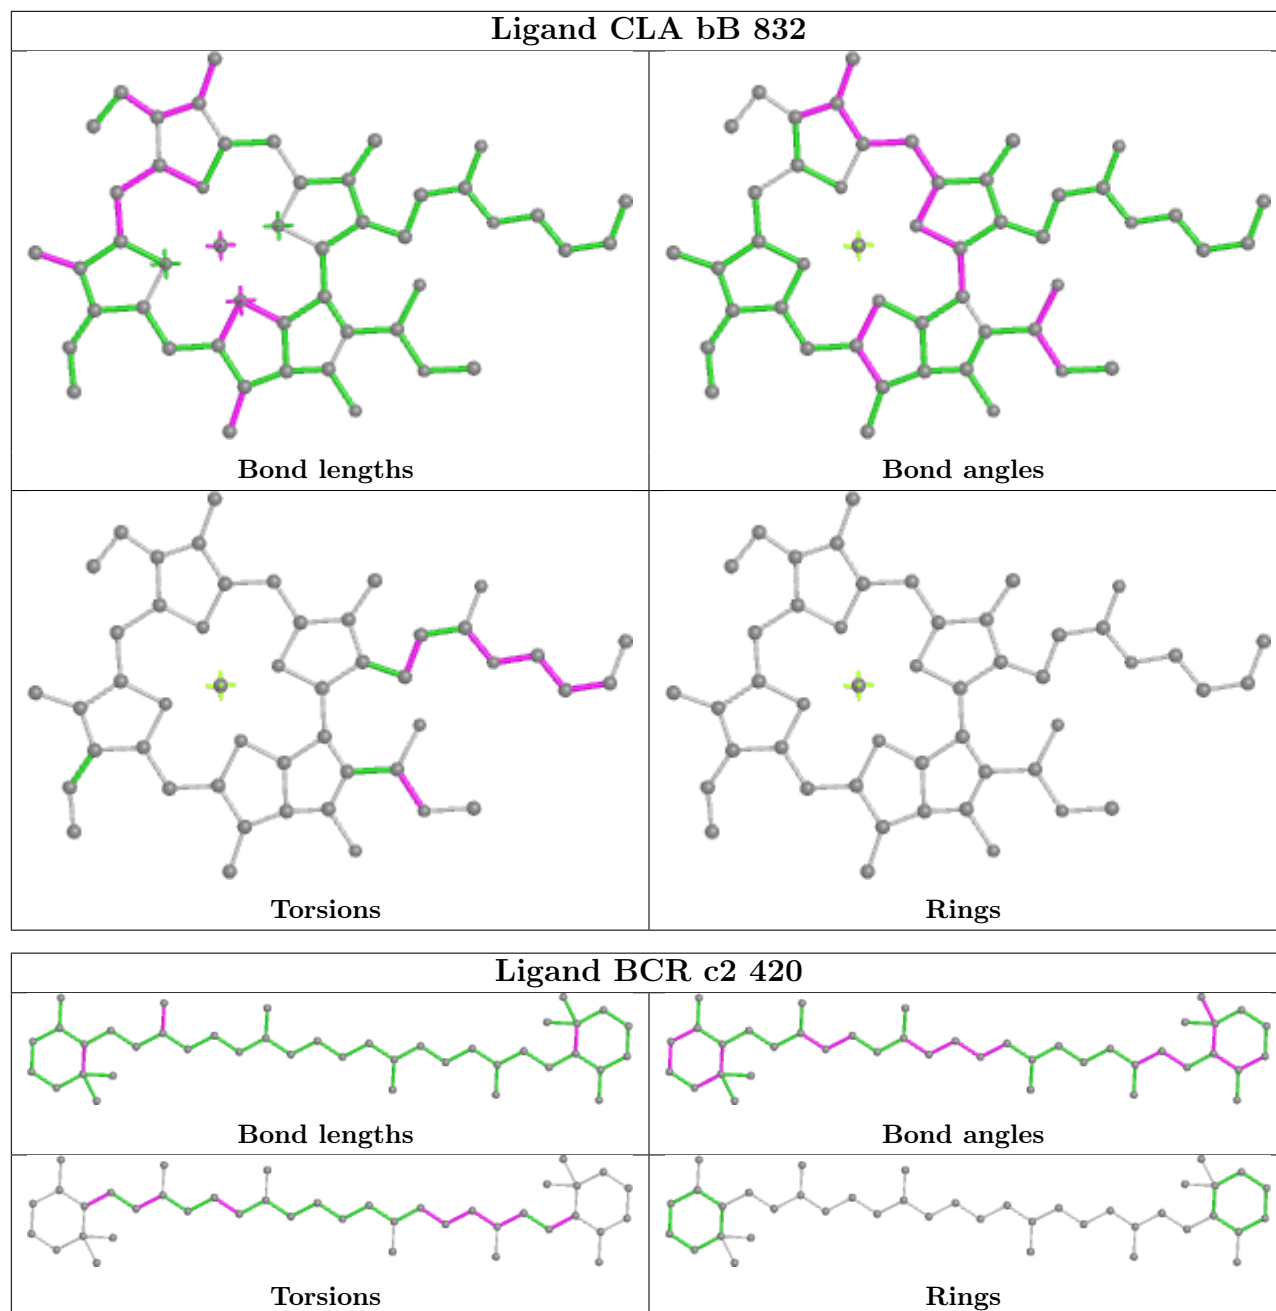 Ligand CLA bB 832
Bond lengths
Bond angles
Torsions
Rings
Ligand BCR c2 420
Bond lengths
Bond angles
Torsions
Rings